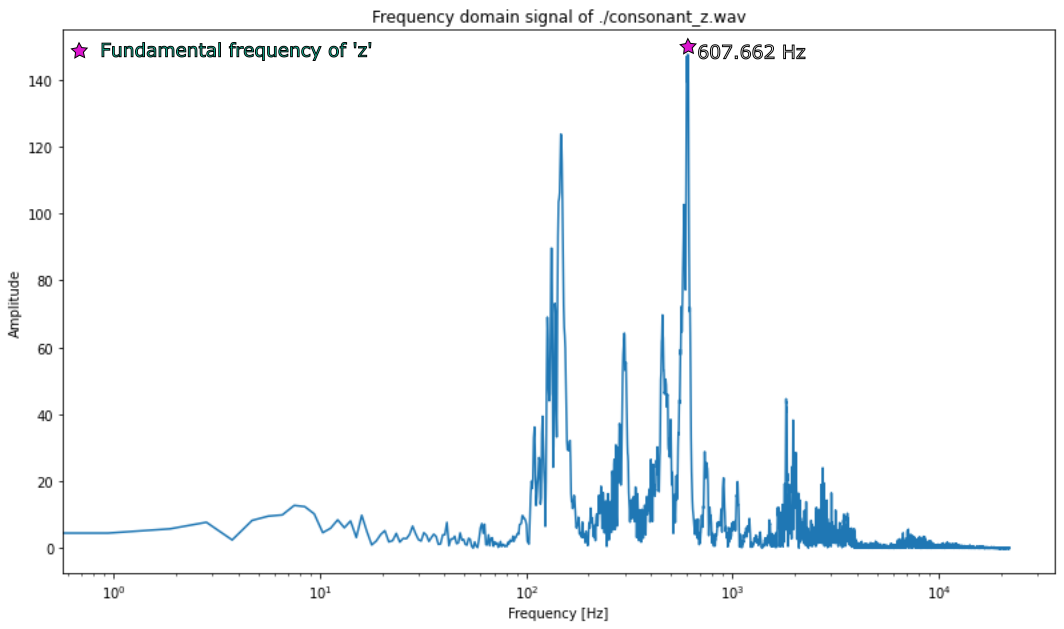 Frequency domain signal of ./consonant_z.wav
Fundamental frequency of 'z'
607.662 Hz
Amplitude
140
120
100
80
60
40
20
0
10⁰
10¹
10²
10³
10⁴
Frequency [Hz]